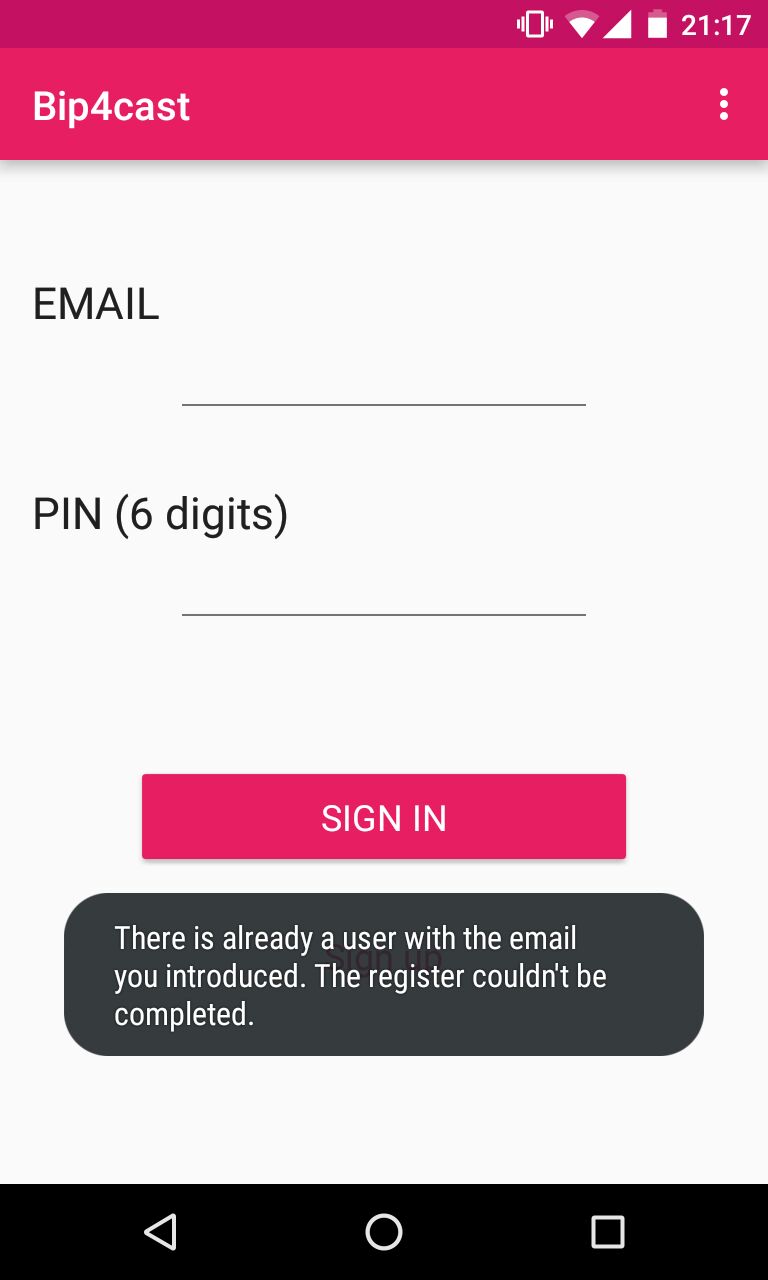 21:17
Bip4cast
EMAIL
PIN (6 digits)
SIGN IN
Sign up
There is already a user with the email
you introduced. The register couldn't be
completed.